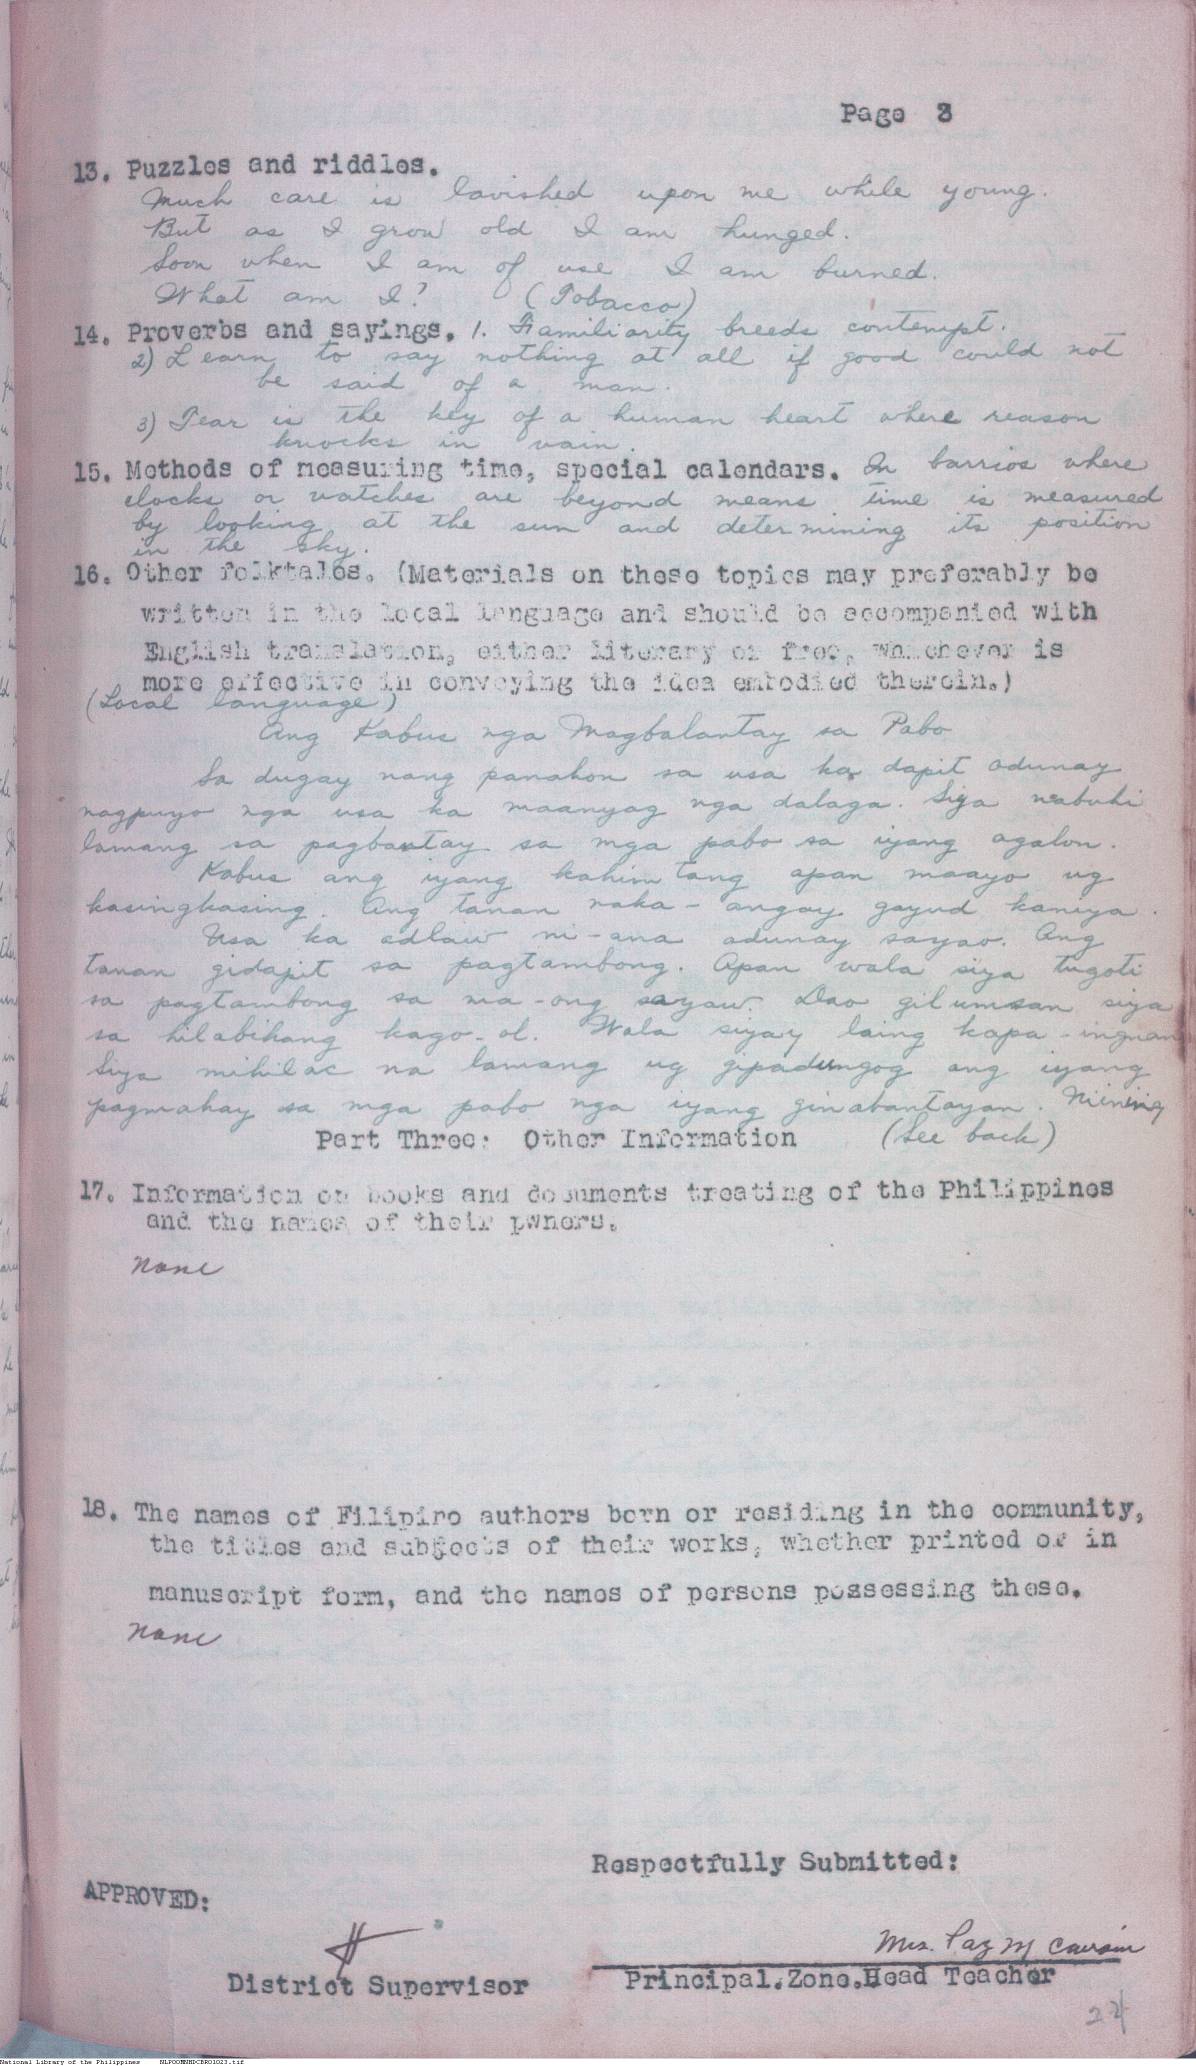 Page 3
13. Puzzles and riddles.
Much care is lavished upon me while young.
But as I grow old I am hunged.
Soon when I am of use I am burned.
What am I? (Tobacco)
14. Proverbs and sayings. 1. Familiarity breeds contempt.
2) Learn to say nothing at all if good could not
be said of a man.
3) Tear is the key of a human heart where reason
knocks in vain.
15. Methods of measuring time, special calendars. In barrios where
clocks or watches are beyond means time is measured
by looking at the sun and determining its position
in the sky.
16. Other folktales. (Materials on these topics may preferably be
written in the local language and should be accompanied with
English translation, either literary or free, whichever is
more effective in conveying the idea embodied therein.)
(Local language)
Ang Kabus nga Magbalantay sa Pabo
Sa dugay nang panahon sa usa ka dapit adunay
nagpuyo nga usa ka maanyag nga dalaga. Siya nabuhi
lamang sa pagbantay sa mga pabo sa iyang agalon.
Kabus ang iyang kahimtang apan maayo ug
kasingkasing. Ang tanan naka-angay gayud kaniya.
Usa ka adlaw ni-ana adunay sayao. Ang
tanan gidapit sa pagtambong. Apan wala siya tugoti
sa pagtambong sa ma-ong sayaw. Dao gilumsan siya
sa hilabihang kago-ol. Wala siyay laing kapa-ingnan
Siya mihilac na lamang ug gipadungog ang iyang
pagmahay sa mga pabo nga iyang ginabantayan. Niining
(See back)
Part Three: Other Information
17. Information on books and documents treating of the Philippines
and the names of their pwners.
none
18. The names of Filipino authors born or residing in the community,
the titles and subjects of their works, whether printed or in
manuscript form, and the names of persons possessing these.
none
Respectfully Submitted:
APPROVED:
Mrs. Paz M
District Supervisor
Principal.Zone.Head Teacher
24
National Library of the Philippines NLPOOMNHDCBRO1023.tif